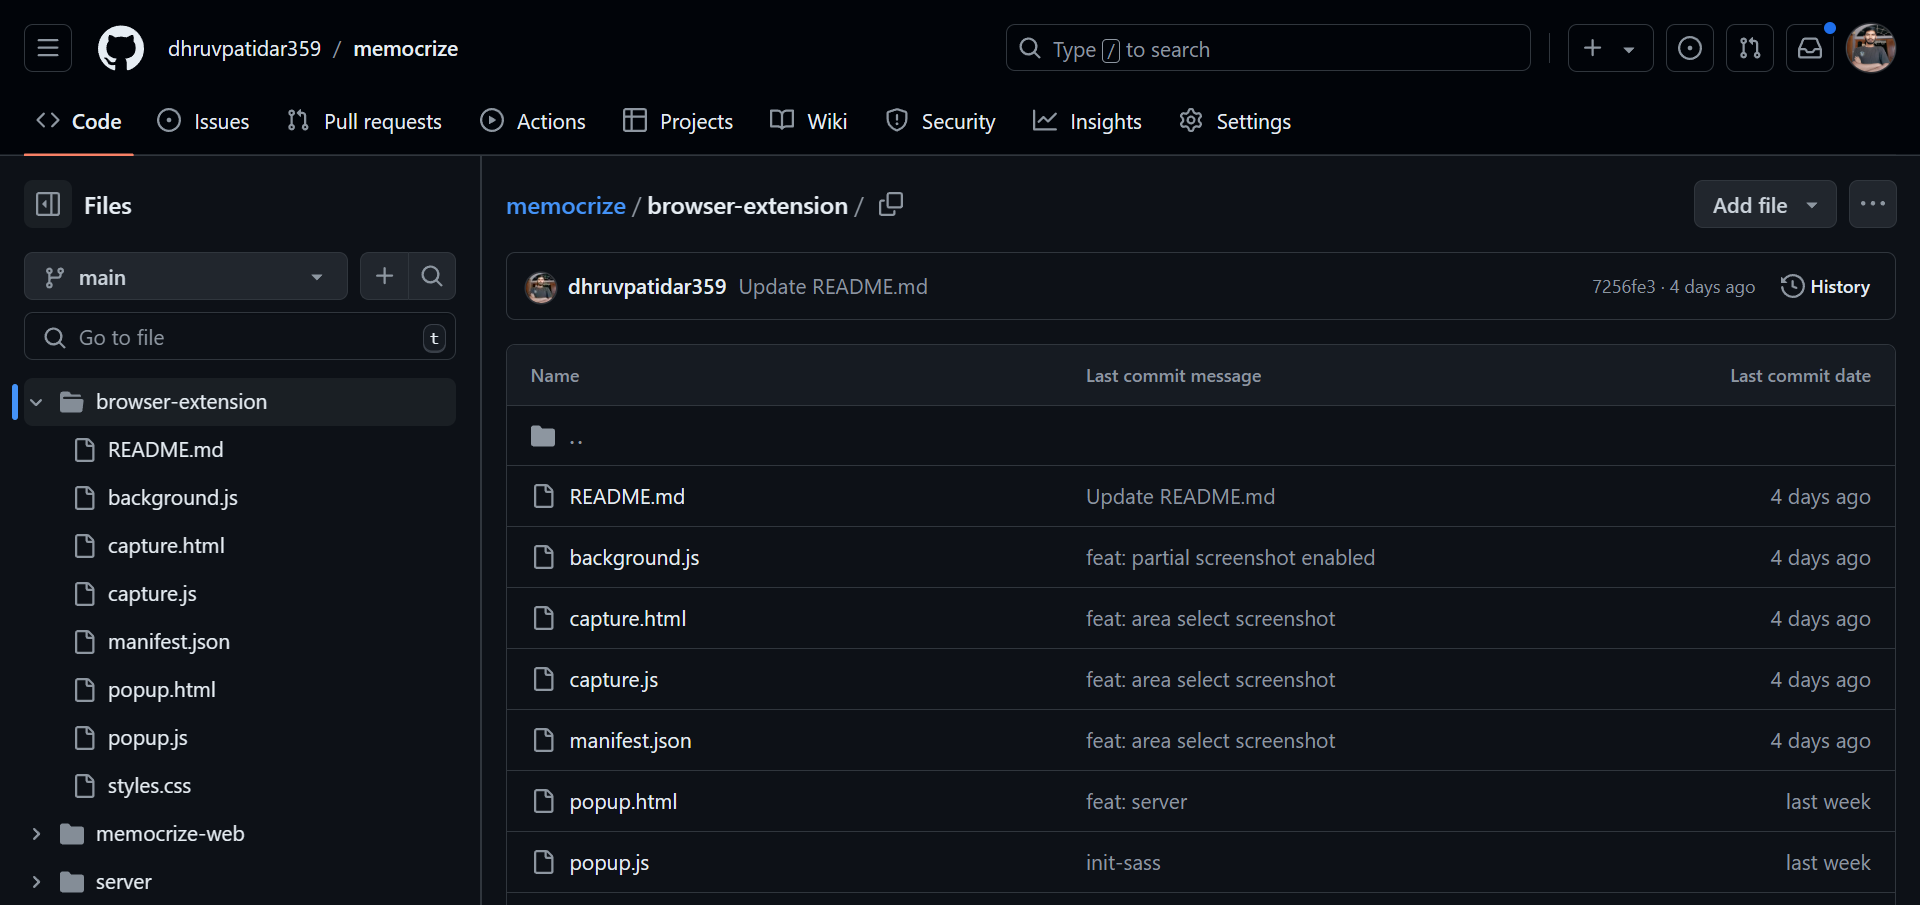 dhruvpatidar359 / memocrize
Type / to search
Code Issues Pull requests Actions Projects Wiki Security Insights Settings
Files
main
Go to file t
browser-extension
README.md
background.js
capture.html
capture.js
manifest.json
popup.html
popup.js
styles.css
memocrize-web
server
memocrize / browser-extension /
Add file
dhruvpatidar359 Update README.md 7256fe3 · 4 days ago History
Name Last commit message Last commit date
..
README.md Update README.md 4 days ago
background.js feat: partial screenshot enabled 4 days ago
capture.html feat: area select screenshot 4 days ago
capture.js feat: area select screenshot 4 days ago
manifest.json feat: area select screenshot 4 days ago
popup.html feat: server last week
popup.js init-sass last week